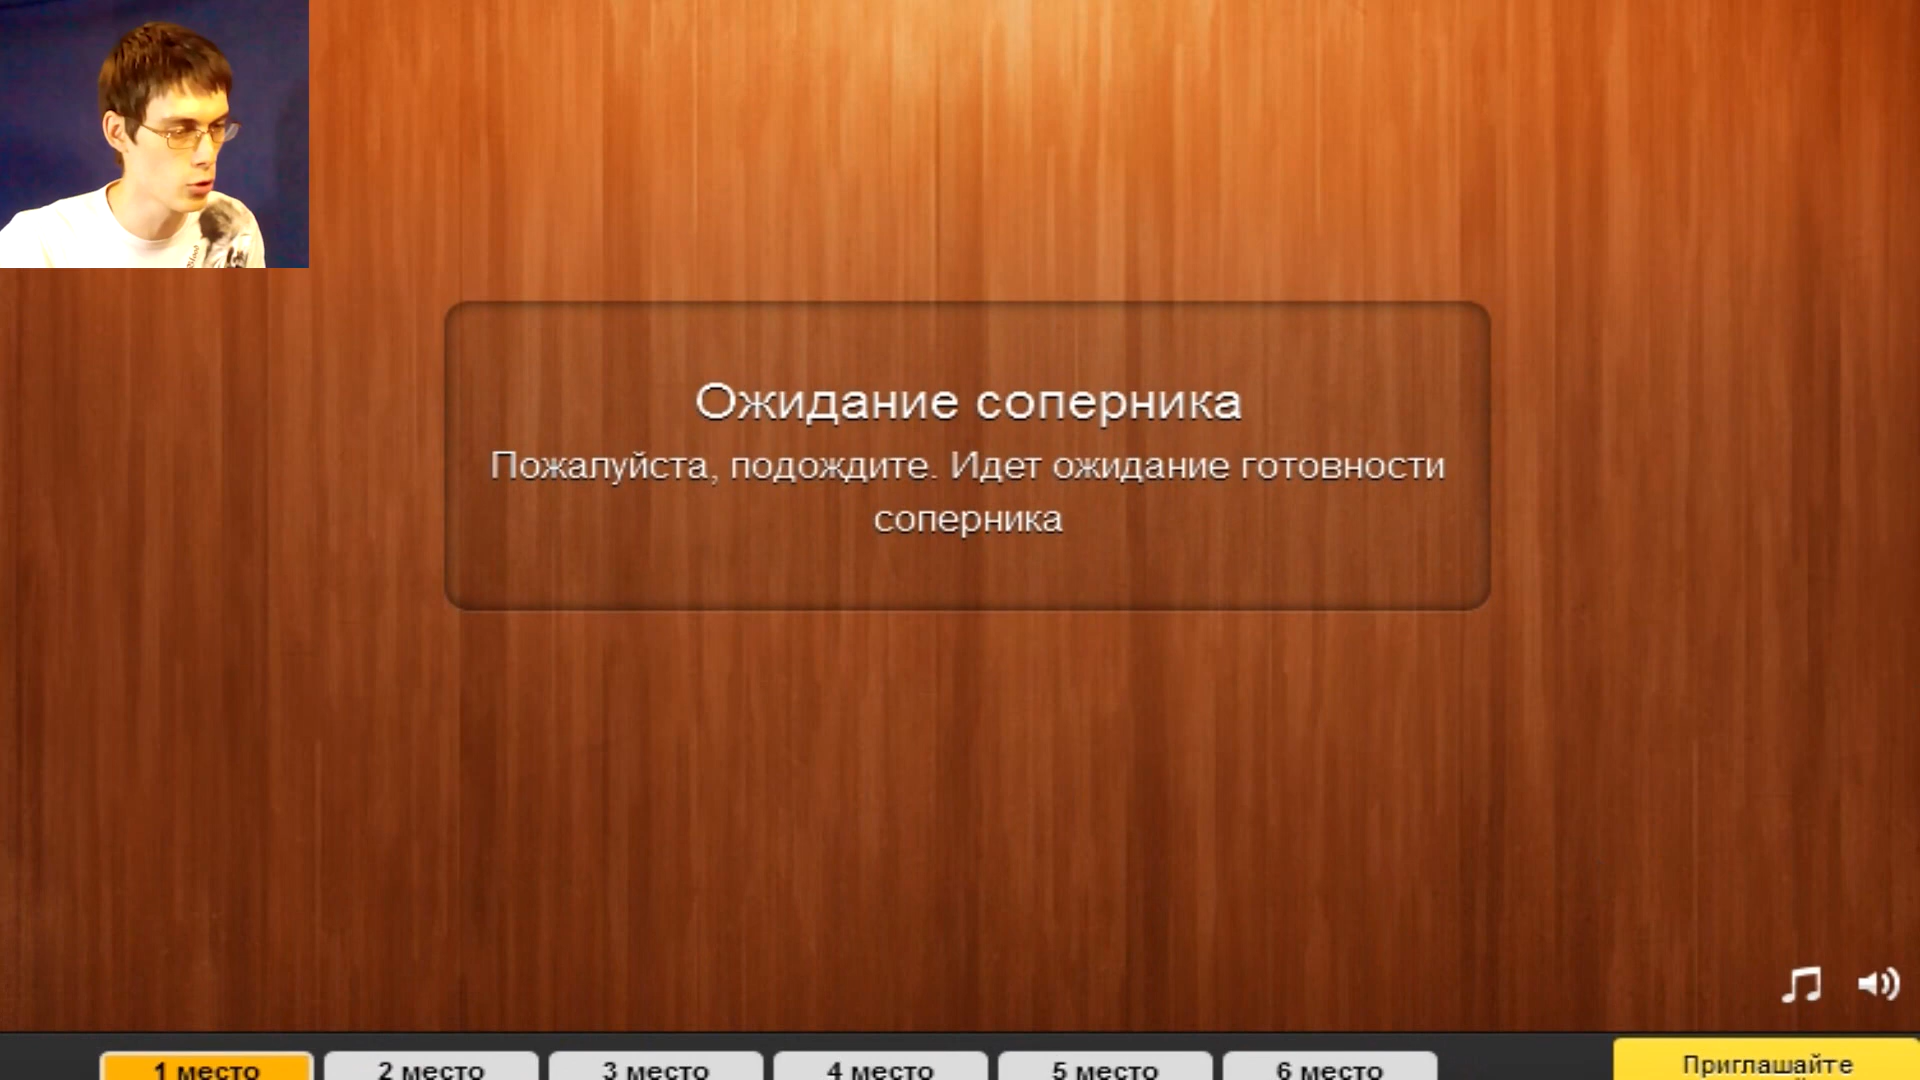 Ожидание соперника
Пожалуйста, подождите. Идет ожидание готовности
соперника
1 место
2 место
3 место
4 место
5 место
6 место
Приглашайте